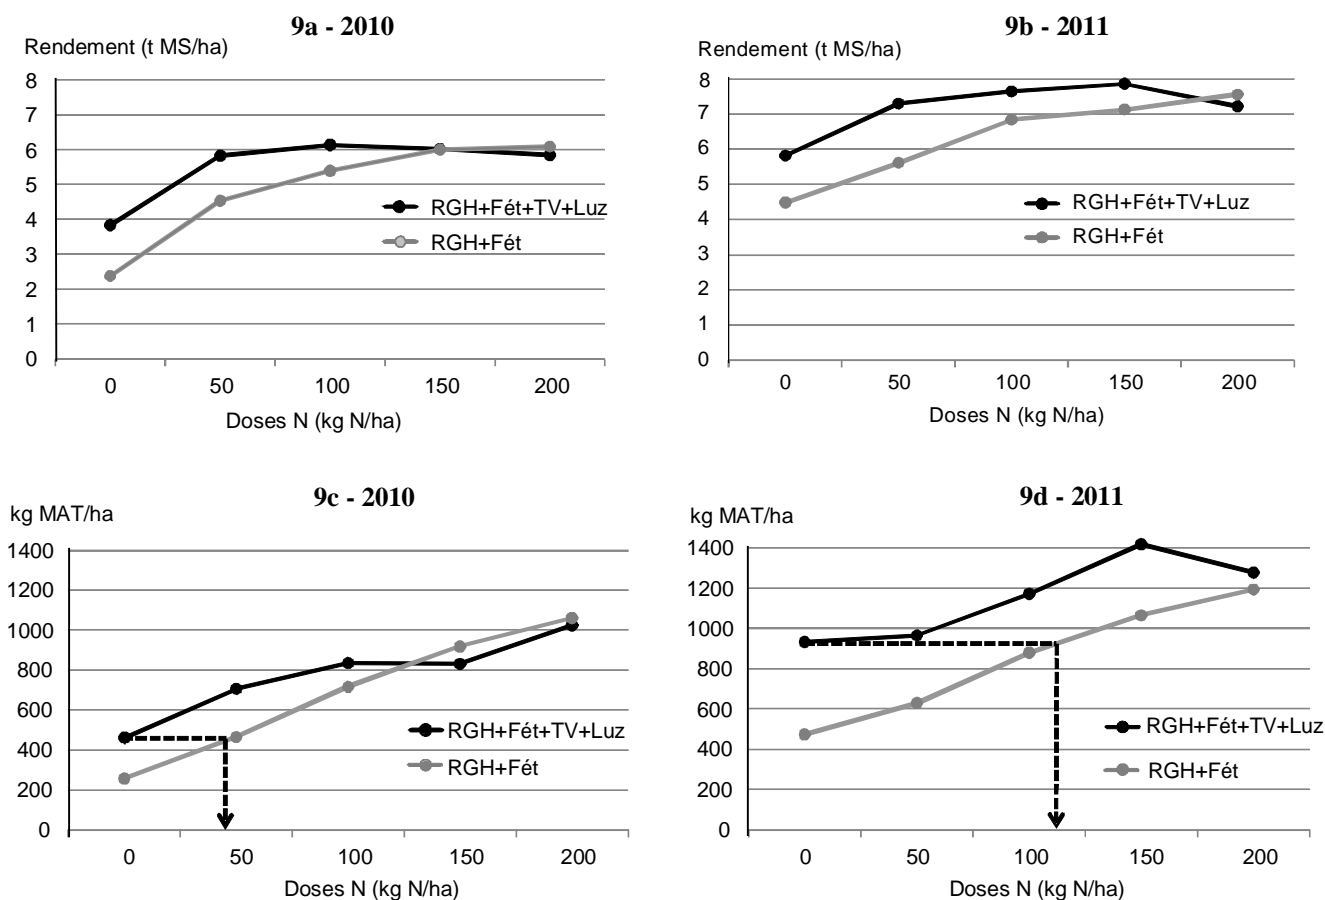 9a - 2010
Rendement (t MS/ha)
8
7
6
5
4
3
2
1
0
RGH+Fét+TV+Luz
RGH+Fét
0 50 100 150 200
Doses N (kg N/ha)
9b - 2011
Rendement (t MS/ha)
8
7
6
5
4
3
2
1
0
RGH+Fét+TV+Luz
RGH+Fét
0 50 100 150 200
Doses N (kg N/ha)
9c - 2010
kg MAT/ha
1400
1200
1000
800
600
400
200
0
RGH+Fét+TV+Luz
RGH+Fét
0 50 100 150 200
Doses N (kg N/ha)
9d - 2011
kg MAT/ha
1400
1200
1000
800
600
400
200
0
RGH+Fét+TV+Luz
RGH+Fét
0 50 100 150 200
Doses N (kg N/ha)